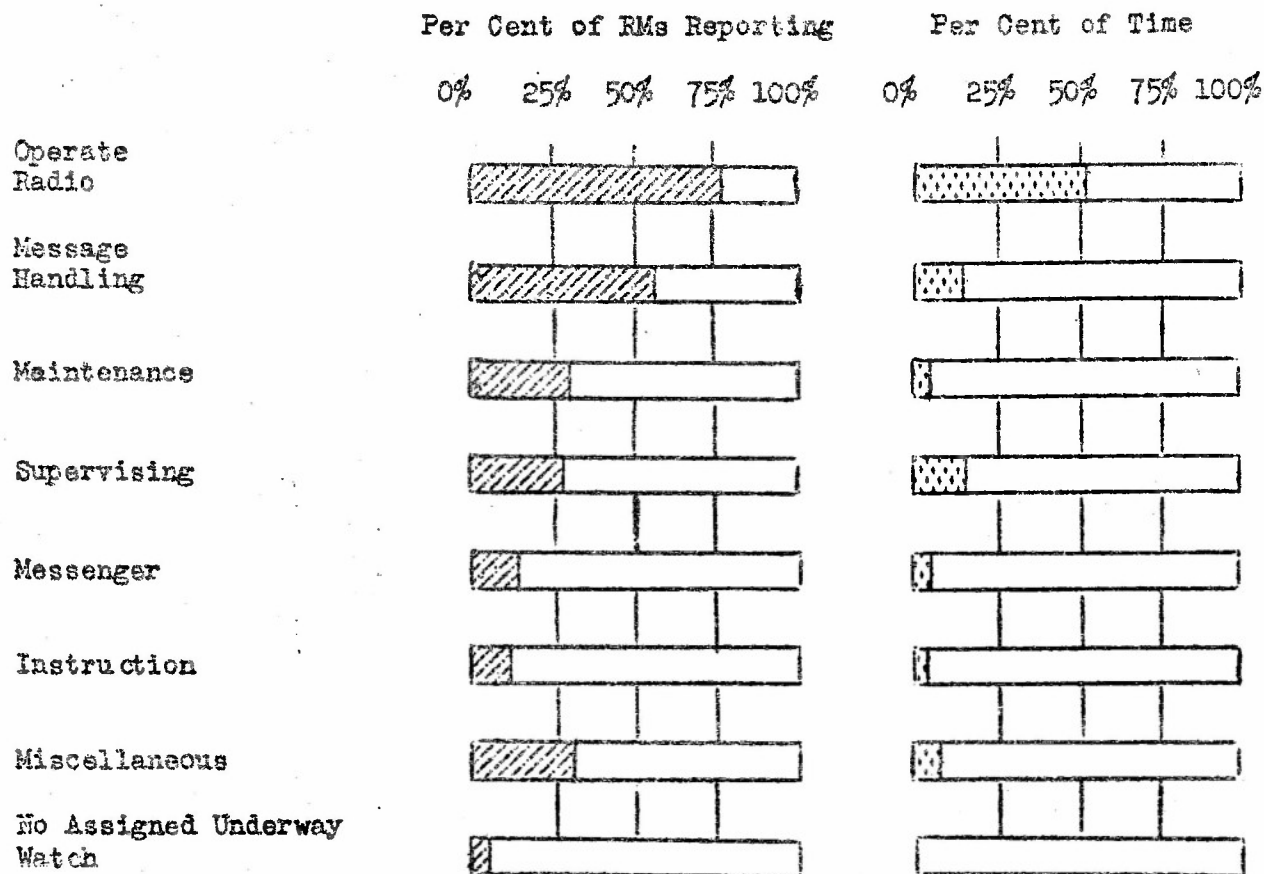 Per Cent of RMs Reporting Per Cent of Time
0% 25% 50% 75% 100% 0% 25% 50% 75% 100%
Operate
Radio
Message
Handling
Maintenance
Supervising
Messenger
Instruction
Miscellaneous
No Assigned Underway
Watch